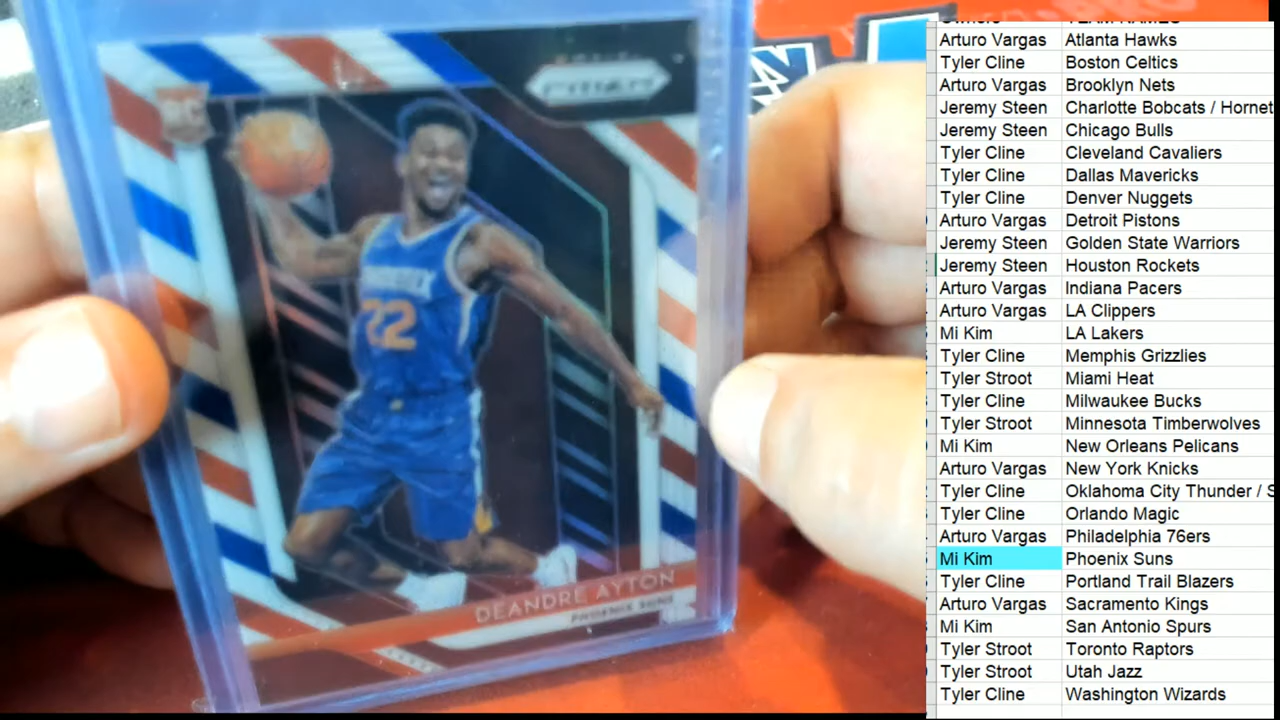 RC
PRIZM
22
DEANDRE AYTON
PHOENIX SUNS
TEAM NAMES
Arturo Vargas Atlanta Hawks
Tyler Cline Boston Celtics
Arturo Vargas Brooklyn Nets
Jeremy Steen Charlotte Bobcats / Hornet
Jeremy Steen Chicago Bulls
Tyler Cline Cleveland Cavaliers
Tyler Cline Dallas Mavericks
Tyler Cline Denver Nuggets
Arturo Vargas Detroit Pistons
Jeremy Steen Golden State Warriors
Jeremy Steen Houston Rockets
Arturo Vargas Indiana Pacers
Arturo Vargas LA Clippers
Mi Kim LA Lakers
Tyler Cline Memphis Grizzlies
Tyler Stroot Miami Heat
Tyler Cline Milwaukee Bucks
Tyler Stroot Minnesota Timberwolves
Mi Kim New Orleans Pelicans
Arturo Vargas New York Knicks
Tyler Cline Oklahoma City Thunder / S
Tyler Cline Orlando Magic
Arturo Vargas Philadelphia 76ers
Mi Kim Phoenix Suns
Tyler Cline Portland Trail Blazers
Arturo Vargas Sacramento Kings
Mi Kim San Antonio Spurs
Tyler Stroot Toronto Raptors
Tyler Stroot Utah Jazz
Tyler Cline Washington Wizards